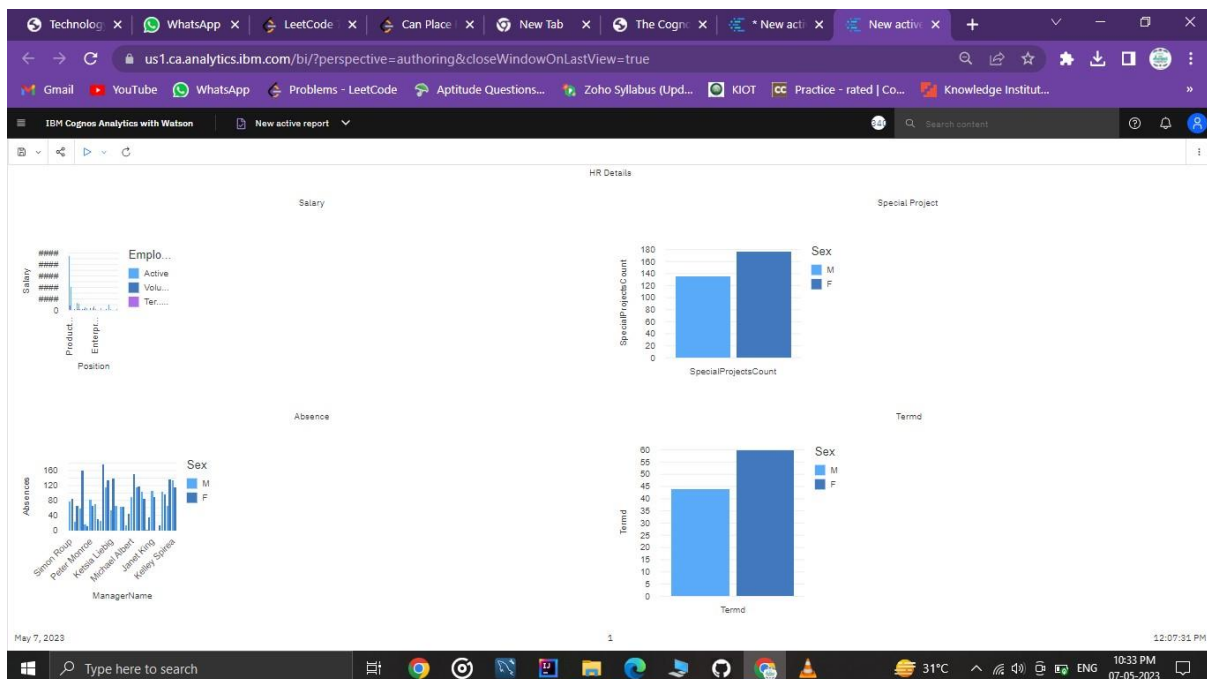 Technolog
WhatsApp
LeetCode
Can Place
New Tab
The Cogno
* New acti
New active
us1.ca.analytics.ibm.com/bi/?perspective=authoring&closeWindowOnLastView=true
Gmail
YouTube
WhatsApp
Problems - LeetCode
Aptitude Questions...
Zoho Syllabus (Upd...
KIOT
CC Practice - rated | Co...
Knowledge Institut...
»
IBM Cognos Analytics with Watson
New active report
Search content
HR Details
Salary
Special Project
Salary
####
####
####
####
####
0
Product...
Enterpr...
Position
Emplo...
Active
Volu...
Ter.....
SpecialProjectsCount
180
160
140
120
100
80
60
40
20
0
SpecialProjectsCount
Sex
M
F
Absence
Termd
Absences
160
120
80
40
0
Simon Roup
Peter Monroe
Ketsia Liebig
Michael Albert
Janet King
Kelley Spirea
ManagerName
Sex
M
F
Termd
60
55
50
45
40
35
30
25
20
15
10
5
0
Termd
Sex
M
F
May 7, 2023
1
12:07:31 PM
Type here to search
31°C
ENG
10:33 PM
07-05-2023